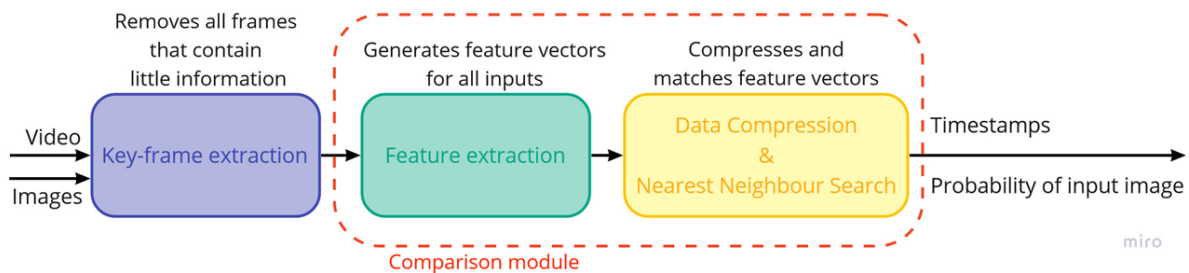 Removes all frames
that contain
little information
Generates feature vectors
for all inputs
Compresses and
matches feature vectors
Video
Images
Key-frame extraction
Feature extraction
Data Compression
&
Nearest Neighbour Search
Timestamps
Probability of input image
Comparison module
miro